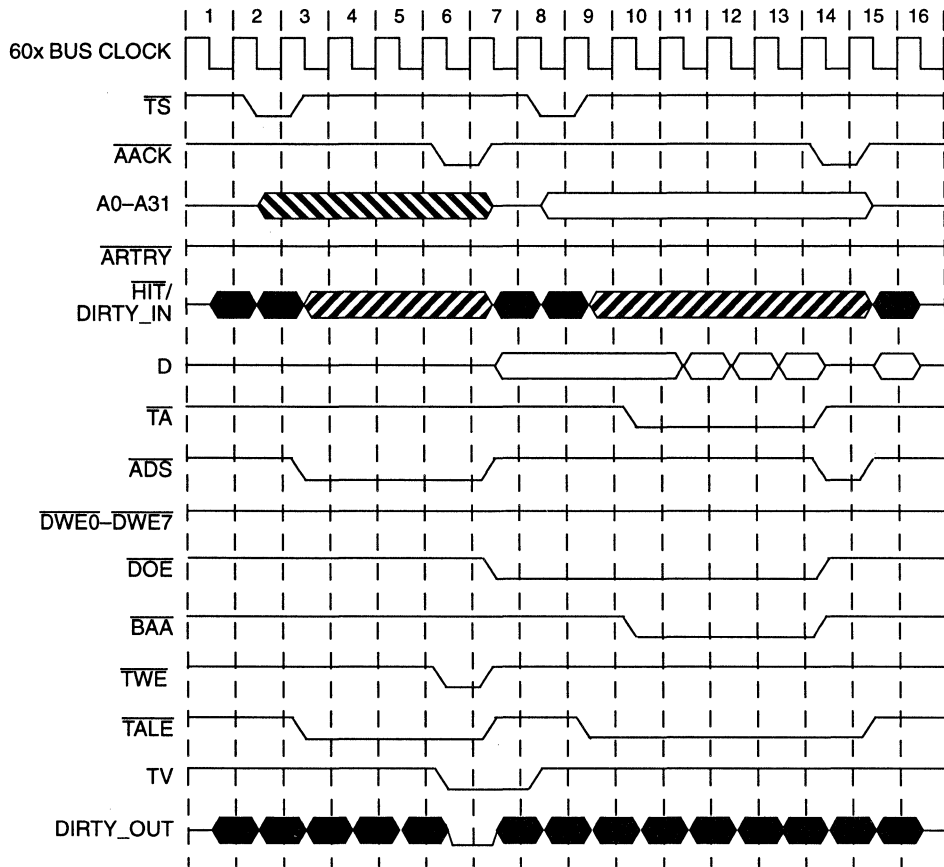 1 2 3 4 5 6 7 8 9 10 11 12 13 14 15 16
60x BUS CLOCK
TS
AACK
A0–A31
ARTRY
HIT/
DIRTY_IN
D
TA
ADS
DWE0–DWE7
DOE
BAA
TWE
TALE
TV
DIRTY_OUT